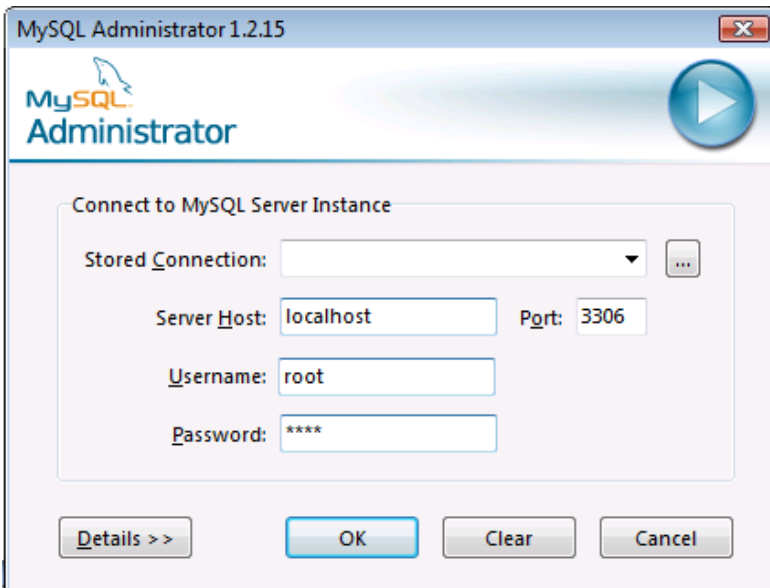 MySQL Administrator 1.2.15
MySQL
Administrator
Connect to MySQL Server Instance
Stored Connection: ...
Server Host: localhost Port: 3306
Username: root
Password: ****
Details >> OK Clear Cancel